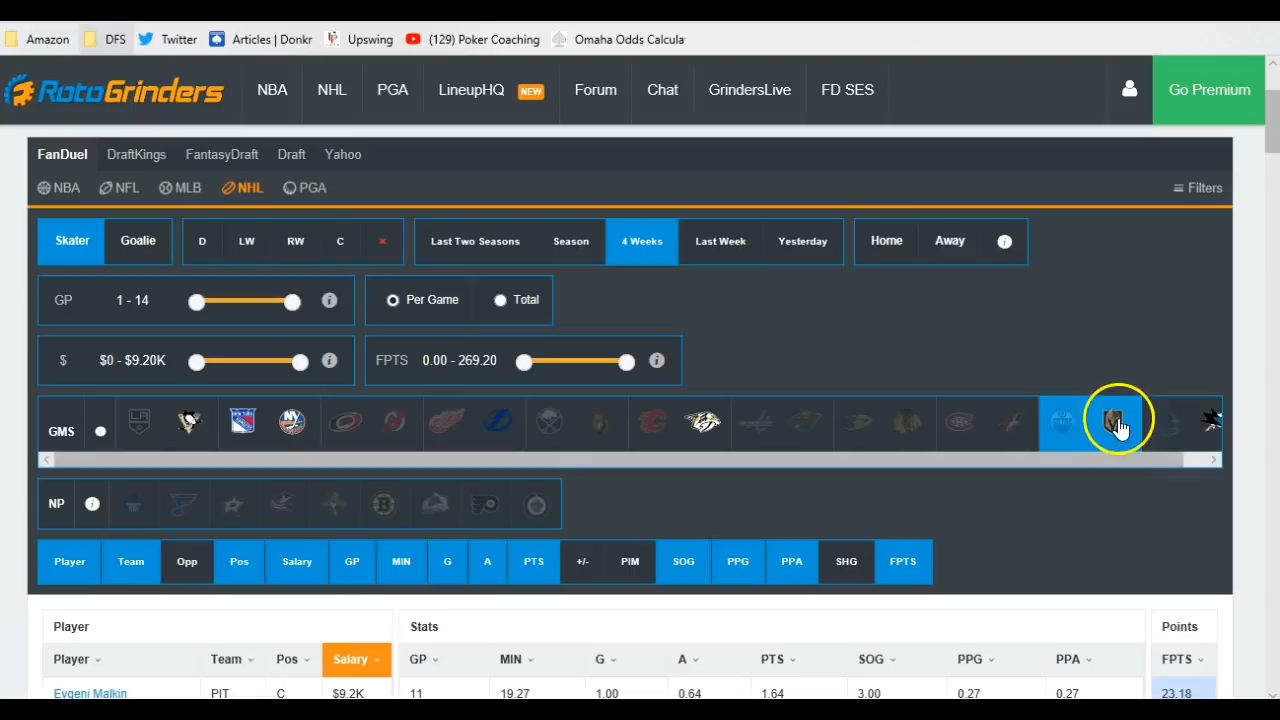 Amazon DFS Twitter Articles | Donkr Upswing (129) Poker Coaching Omaha Odds Calcula
RotoGrinders NBA NHL PGA LineupHQ NEW Forum Chat GrindersLive FD SES Go Premium
FanDuel DraftKings FantasyDraft Draft Yahoo
NBA NFL MLB NHL PGA Filters
Skater Goalie D LW RW C × Last Two Seasons Season 4 Weeks Last Week Yesterday Home Away i
GP 1 - 14 i Per Game Total
$ $0 - $9.20K i FPTS 0.00 - 269.20 i
GMS
NP i
Player Team Opp Pos Salary GP MIN G A PTS +/- PIM SOG PPG PPA SHG FPTS
Player Stats Points
Player Team Pos Salary GP MIN G A PTS SOG PPG PPA FPTS
Evgeni Malkin PIT C $9.2K 11 19.27 1.00 0.64 1.64 3.00 0.27 0.27 23.18